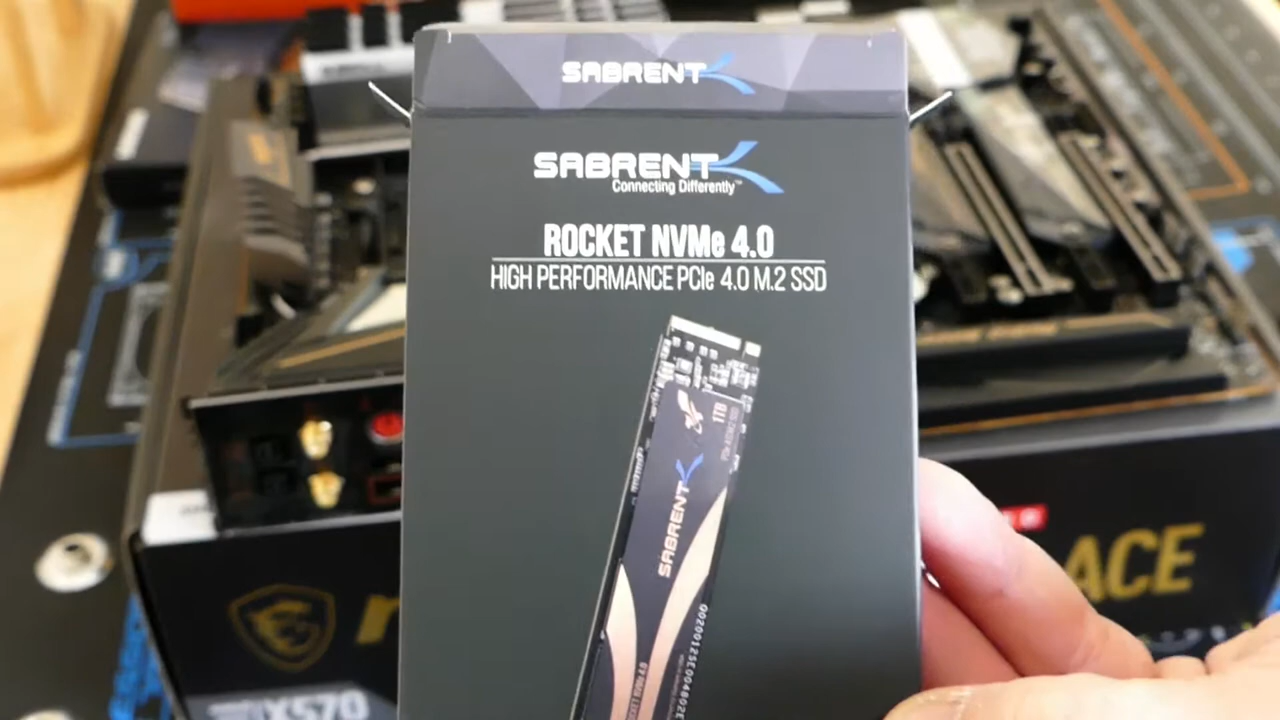 SABRENT
SABRENT
Connecting Differently™
ROCKET NVMe 4.0
HIGH PERFORMANCE PCIe 4.0 M.2 SSD
1TB
SABRENT
ACE
X570